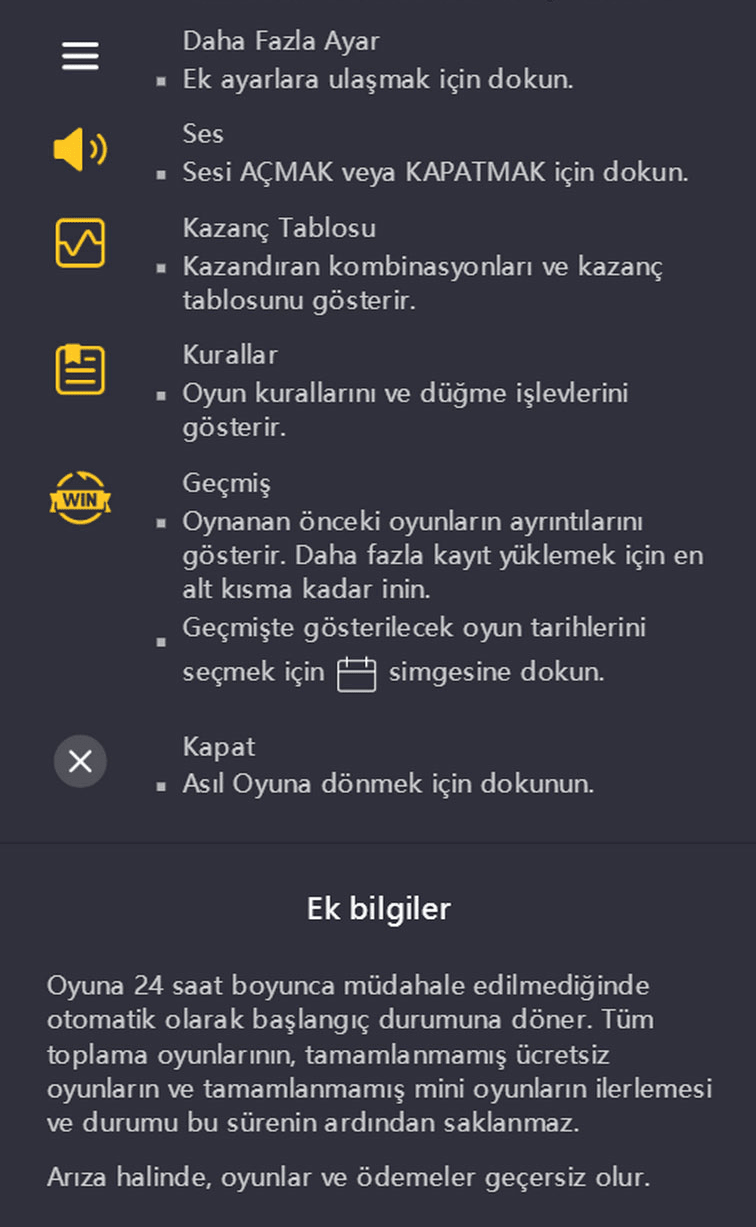 Daha Fazla Ayar
▪ Ek ayarlara ulaşmak için dokun.
Ses
▪ Sesi AÇMAK veya KAPATMAK için dokun.
Kazanç Tablosu
▪ Kazandıran kombinasyonları ve kazanç
tablosunu gösterir.
Kurallar
▪ Oyun kurallarını ve düğme işlevlerini
gösterir.
WIN
Geçmiş
▪ Oynanan önceki oyunların ayrıntılarını
gösterir. Daha fazla kayıt yüklemek için en
alt kısma kadar inin.
▪ Geçmişte gösterilecek oyun tarihlerini
seçmek için simgesine dokun.
Kapat
▪ Asıl Oyuna dönmek için dokunun.
Ek bilgiler
Oyuna 24 saat boyunca müdahale edilmediğinde
otomatik olarak başlangıç durumuna döner. Tüm
toplama oyunlarının, tamamlanmamış ücretsiz
oyunların ve tamamlanmamış mini oyunların ilerlemesi
ve durumu bu sürenin ardından saklanmaz.
Arıza halinde, oyunlar ve ödemeler geçersiz olur.